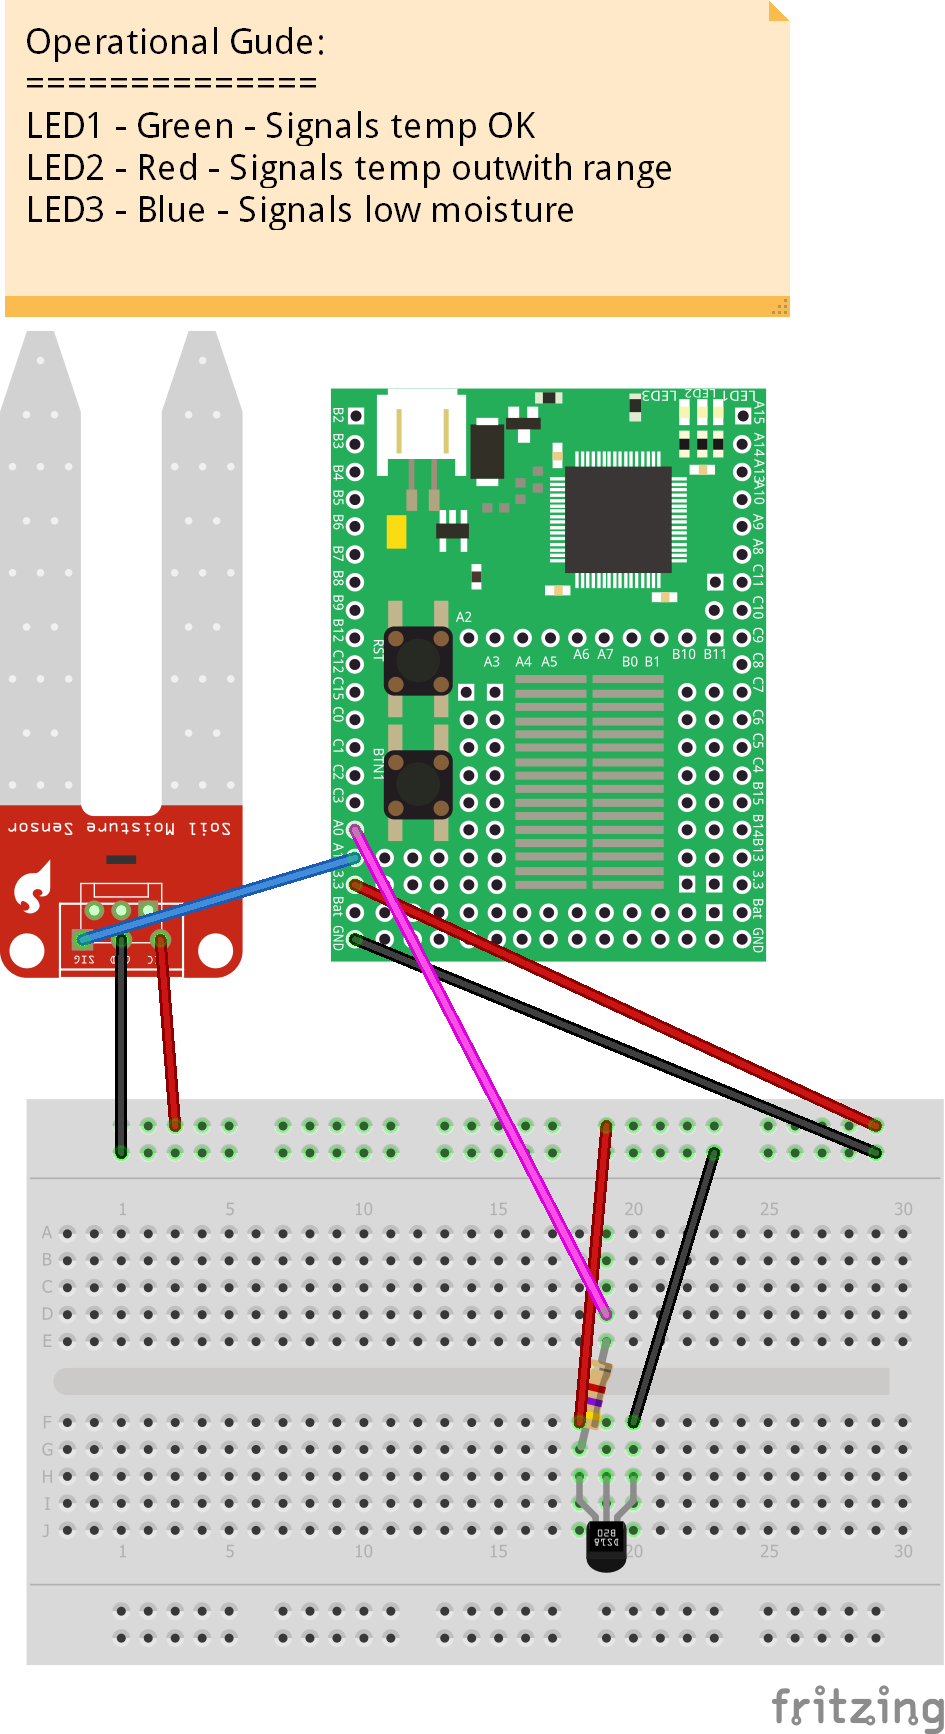 Operational Gude:
==============
LED1 - Green - Signals temp OK
LED2 - Red - Signals temp outwith range
LED3 - Blue - Signals low moisture
LED3 LED2 LED1
B2 A15
B3 A14
B4 A13
B5 A10
B6 A9
B7 A8
B8 C11
B9 C10
A2
B12 C9
RST
A3 A4 A5 A6 A7 B0 B1 B10 B11
C12 C8
C15 C7
C0 C6
C1 C5
BTN1
C2 C4
C3 B15
A0 B14
A1 B13
3.3 3.3
Bat Bat
GND GND
Soil Moisture Sensor
SIG
1 5 10 15 20 25 30
A
B
C
D
E
F
G
H
I
J
DS18
B20
1 5 10 15 20 25 30
fritzing